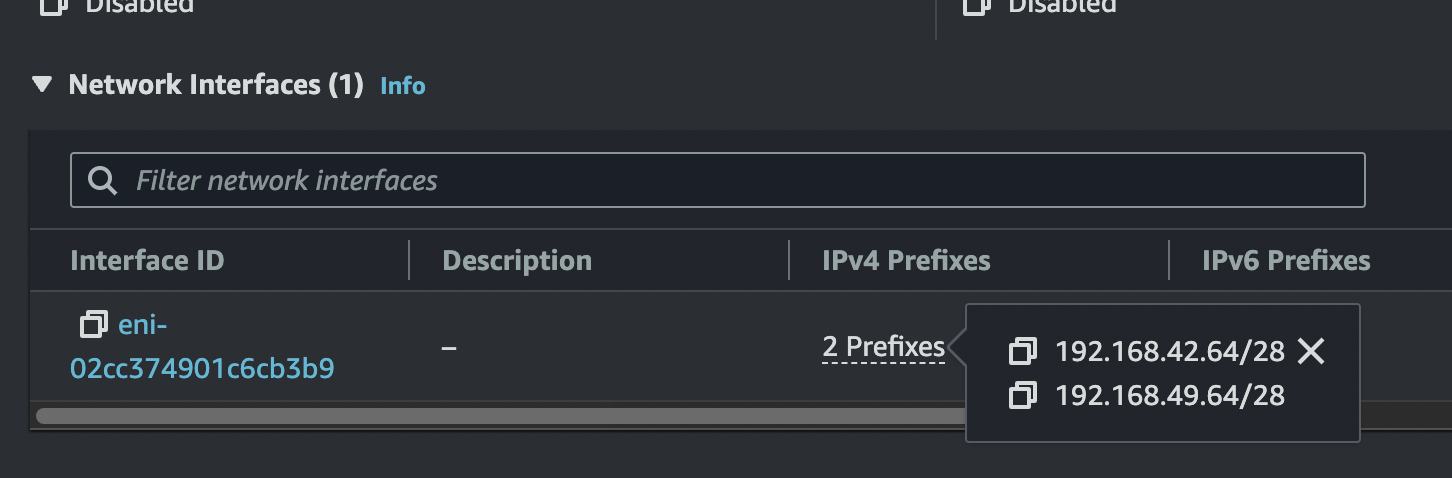 Disabled
Disabled
Network Interfaces (1) Info
Filter network interfaces
Interface ID
Description
IPv4 Prefixes
IPv6 Prefixes
eni-
02cc374901c6cb3b9
–
2 Prefixes
192.168.42.64/28
192.168.49.64/28